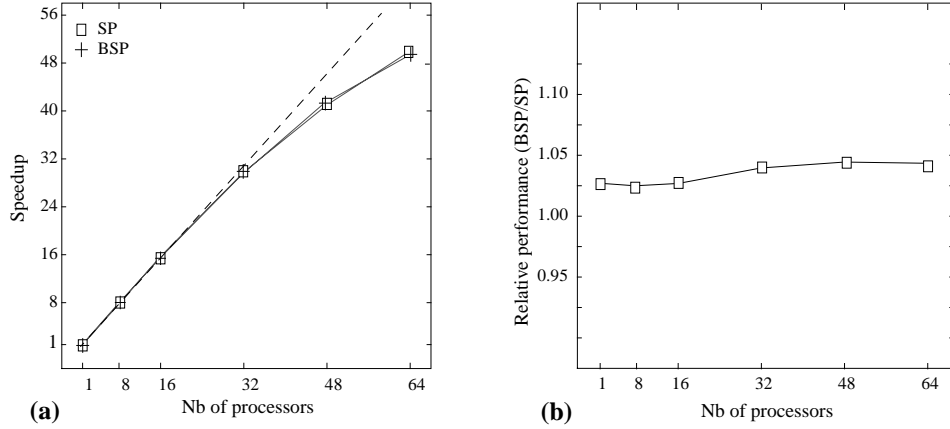 56
48
40
32
24
16
8
1
SP
BSP
Speedup
1 8 16 32 48 64
Nb of processors
(a)
1.10
1.05
1.00
0.95
Relative performance (BSP/SP)
1 8 16 32 48 64
Nb of processors
(b)